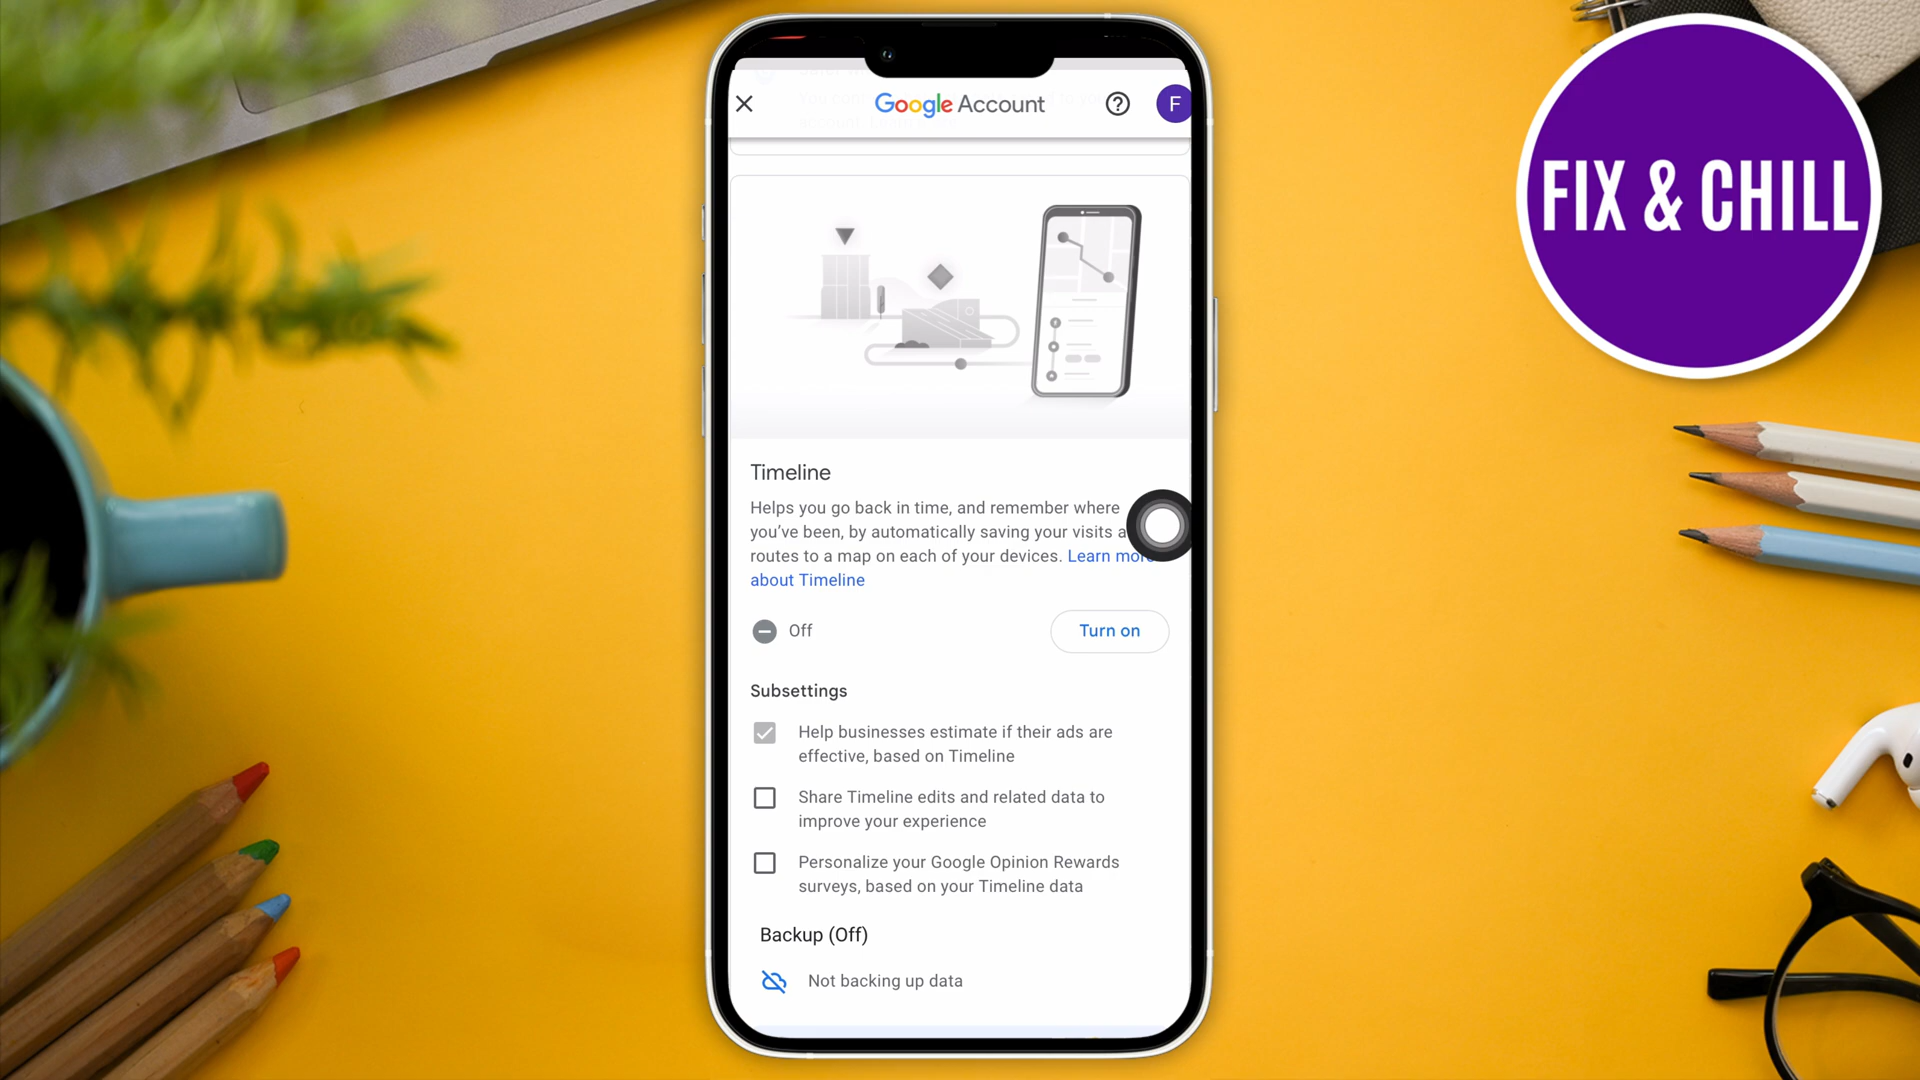 Google Account
F
FIX & CHILL
Timeline
Helps you go back in time, and remember where
you've been, by automatically saving your visits
routes to a map on each of your devices. Learn more
about Timeline
Off
Turn on
Subsettings
Help businesses estimate if their ads are
effective, based on Timeline
Share Timeline edits and related data to
improve your experience
Personalize your Google Opinion Rewards
surveys, based on your Timeline data
Backup (Off)
Not backing up data